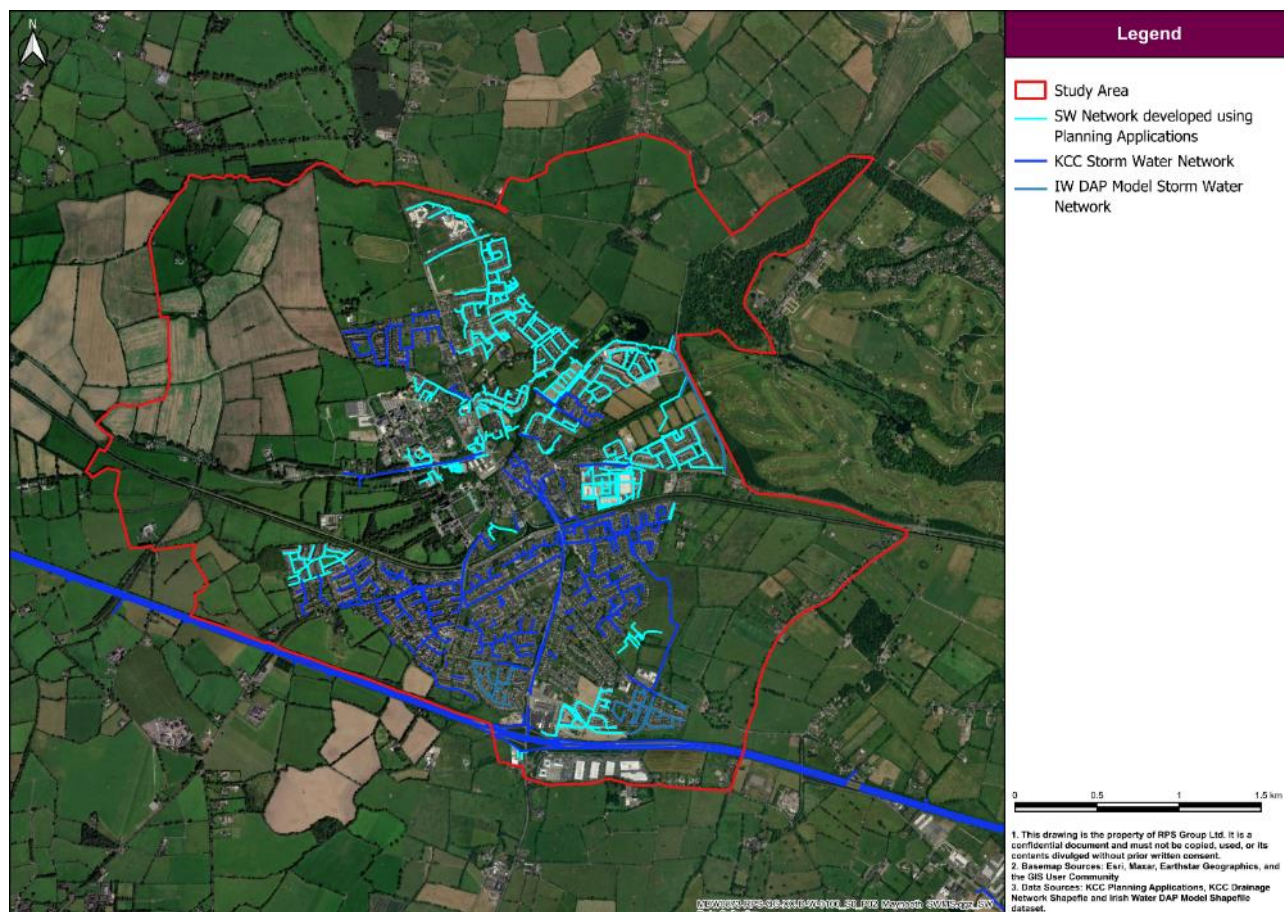 N
Legend
Study Area
SW Network developed using
Planning Applications
KCC Storm Water Network
IW DAP Model Storm Water
Network
0 0.5 1 1.5 km
1. This drawing is the property of RPS Group Ltd. It is a
confidential document and must not be copied, used, or its
contents divulged without prior written consent.
2. Basemap Sources: Esri, Maxar, Earthstar Geographics, and
the GIS User Community
3. Data Sources: KCC Planning Applications, KCC Drainage
Network Shapefile and Irish Water DAP Model Shapefile
dataset.